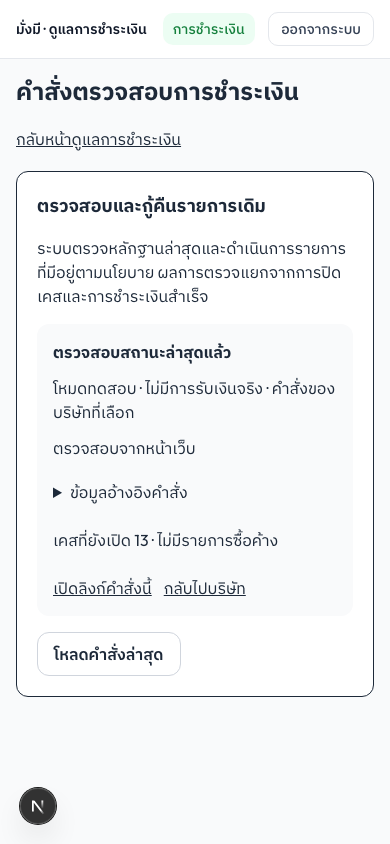 มั่งมี · ดูแลการชำระเงิน
การชำระเงิน
ออกจากระบบ
คำสั่งตรวจสอบการชำระเงิน
กลับหน้าดูแลการชำระเงิน
ตรวจสอบและกู้คืนรายการเดิม
ระบบตรวจหลักฐานล่าสุดและดำเนินการรายการ
ที่มีอยู่ตามนโยบาย ผลการตรวจแยกจากการปิด
เคสและการชำระเงินสำเร็จ
ตรวจสอบสถานะล่าสุดแล้ว
โหมดทดสอบ · ไม่มีการรับเงินจริง · คำสั่งของ
บริษัทที่เลือก
ตรวจสอบจากหน้าเว็บ
ข้อมูลอ้างอิงคำสั่ง
เคสที่ยังเปิด 13 · ไม่มีรายการซื้อค้าง
เปิดลิงก์คำสั่งนี้ กลับไปบริษัท
โหลดคำสั่งล่าสุด
N